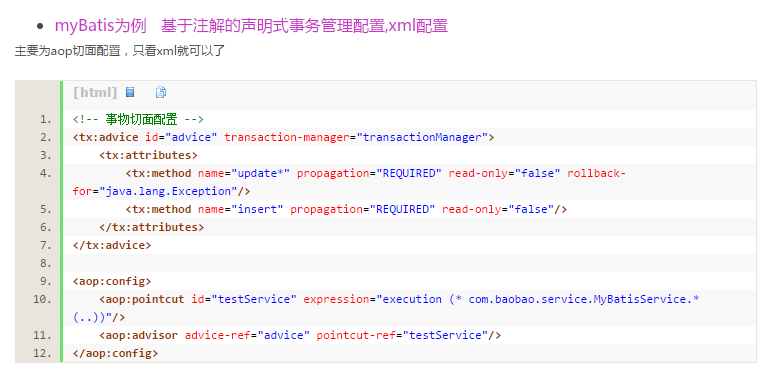 myBatis为例 基于注解的声明式事务管理配置,xml配置
主要为aop切面配置，只看xml就可以了
[html]
1. <!-- 事物切面配置 -->
2. <tx:advice id="advice" transaction-manager="transactionManager">
3. <tx:attributes>
4. <tx:method name="update*" propagation="REQUIRED" read-only="false" rollback-
for="java.lang.Exception"/>
5. <tx:method name="insert" propagation="REQUIRED" read-only="false"/>
6. </tx:attributes>
7. </tx:advice>
8.
9. <aop:config>
10. <aop:pointcut id="testService" expression="execution (* com.baobao.service.MyBatisService.*
(..))"/>
11. <aop:advisor advice-ref="advice" pointcut-ref="testService"/>
12. </aop:config>